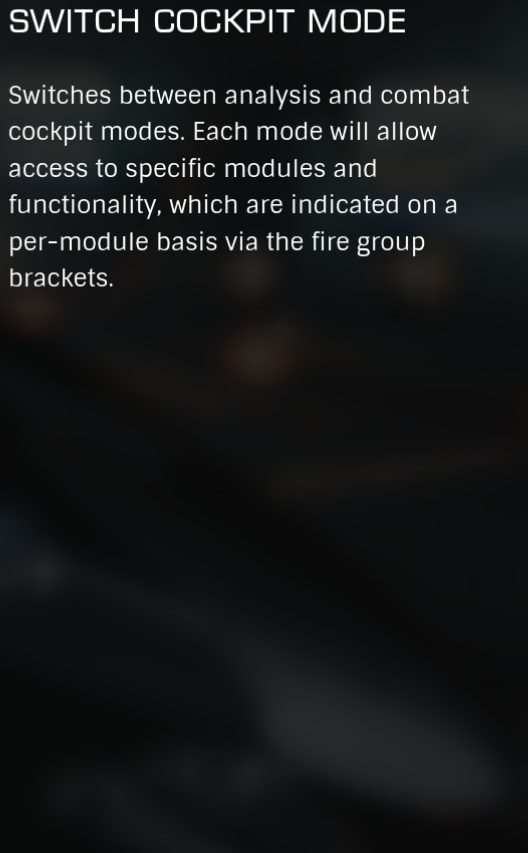 SWITCH COCKPIT MODE
Switches between analysis and combat
cockpit modes. Each mode will allow
access to specific modules and
functionality, which are indicated on a
per-module basis via the fire group
brackets.